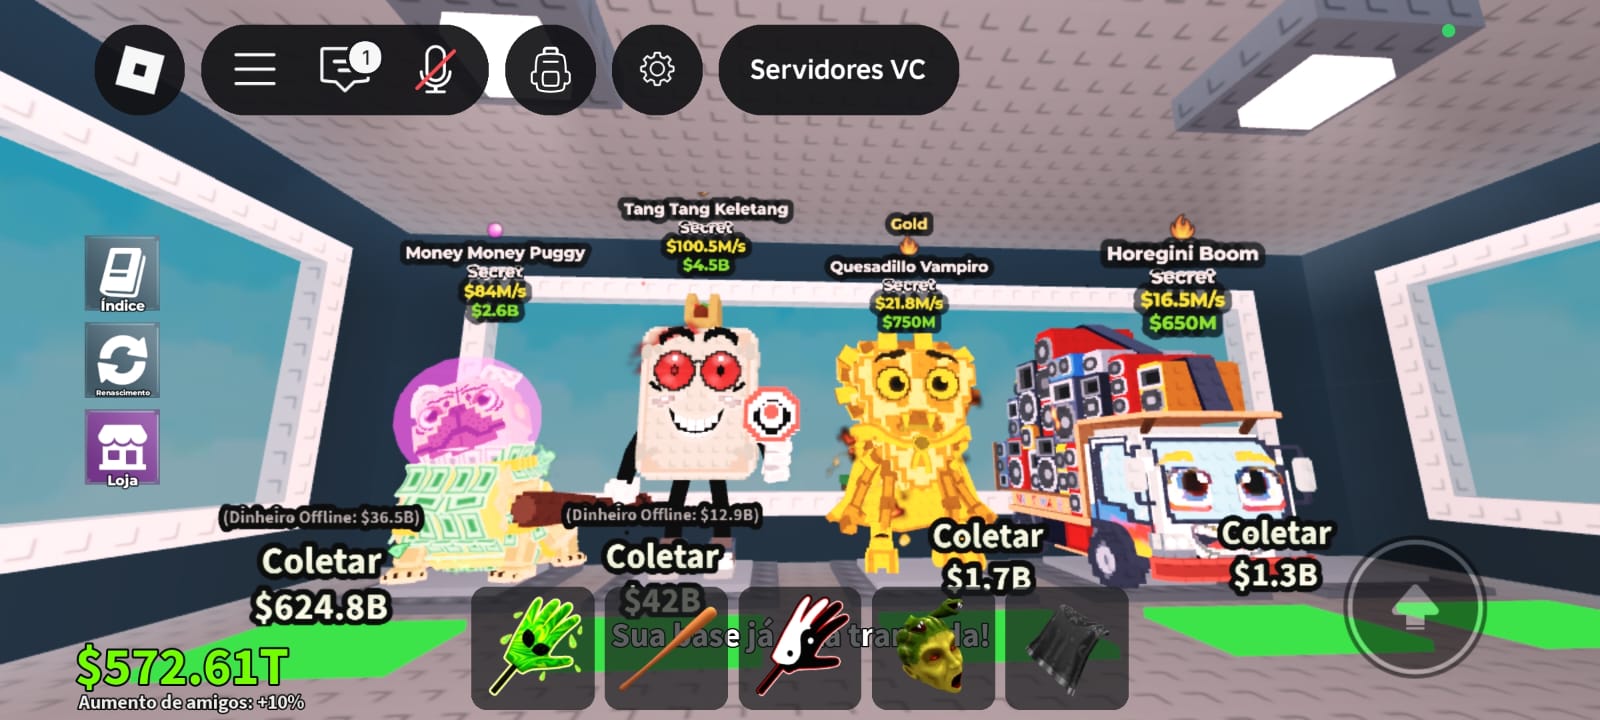 1
Servidores VC
Índice
Renascimento
Loja
Money Money Puggy
Secret
$84M/s
$2.6B
Tang Tang Keletang
Secret
$100.5M/s
$4.5B
Gold
Quesadillo Vampiro
Secret
$21.8M/s
$750M
Horegini Boom
Secret
$16.5M/s
$650M
(Dinheiro Offline: $36.5B)
Coletar
$624.8B
(Dinheiro Offline: $12.9B)
Coletar
$42B
Coletar
$1.7B
Coletar
$1.3B
Sua base já
$572.61T
Aumento de amigos: +10%